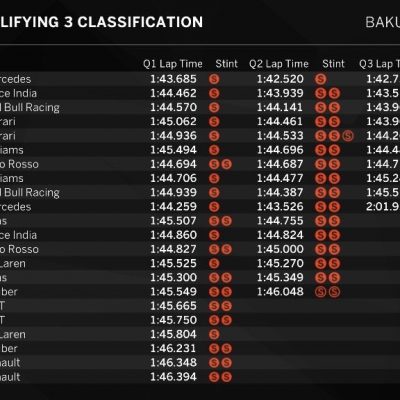 LIFYING 3 CLASSIFICATION BAKU
Q1 Lap Time Stint Q2 Lap Time Stint Q3 Lap T
rcedes 1:43.685 S 1:42.520 S 1:42.7
ce India 1:44.462 S 1:43.939 S S 1:43.5
l Bull Racing 1:44.570 S 1:44.141 S S 1:43.9
rari 1:45.062 S 1:44.461 S S 1:43.9
rari 1:44.936 S 1:44.533 S S S 1:44.2
iams 1:45.494 S 1:44.696 S S 1:44.4
o Rosso 1:44.694 S S 1:44.687 S S 1:44.7
iams 1:44.706 S 1:44.477 S S 1:45.2
l Bull Racing 1:44.939 S 1:44.387 S S 1:45.5
rcedes 1:44.259 S 1:43.526 S S 2:01.9
as 1:45.507 S S 1:44.755 S S
ce India 1:44.860 S 1:44.824 S S
o Rosso 1:44.827 S S 1:45.000 S S
Laren 1:45.525 S 1:45.270 S S
as 1:45.300 S S 1:45.349 S S
ber 1:45.549 S S 1:46.048 S S
T 1:45.665 S S
T 1:45.750 S S
Laren 1:45.804 S
ber 1:46.231 S S
nault 1:46.348 S S
nault 1:46.394 S S